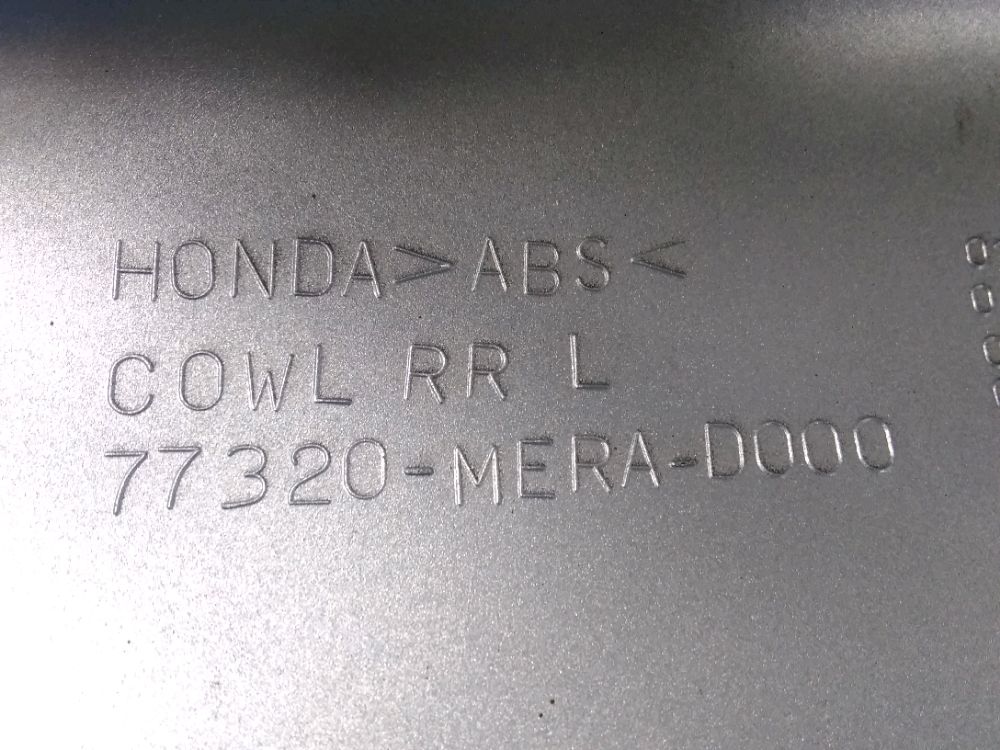 HONDA>ABS<
COWL RR L
77320-MERA-D000